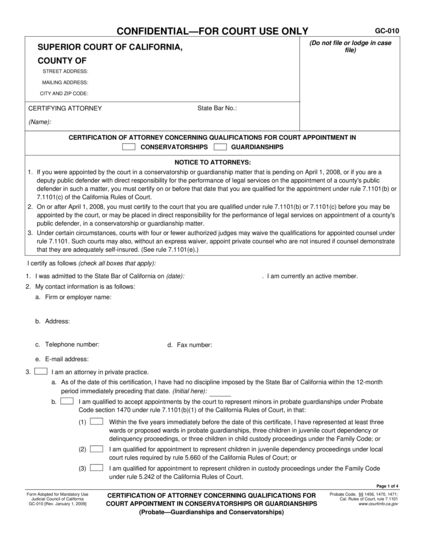 CONFIDENTIAL—FOR COURT USE ONLY
GC-010
SUPERIOR COURT OF CALIFORNIA,
(Do not file or lodge in case file)
COUNTY OF
STREET ADDRESS:
MAILING ADDRESS:
CITY AND ZIP CODE:
CERTIFYING ATTORNEY State Bar No.:
(Name):
CERTIFICATION OF ATTORNEY CONCERNING QUALIFICATIONS FOR COURT APPOINTMENT IN
CONSERVATORSHIPS GUARDIANSHIPS
NOTICE TO ATTORNEYS:
1. If you were appointed by the court in a conservatorship or guardianship matter that is pending on April 1, 2008, or if you are a
deputy public defender with direct responsibility for the performance of legal services on the appointment of a county's public
defender in such a matter, you must certify on or before that date that you are qualified for the appointment under rule 7.1101(b) or
7.1101(c) of the California Rules of Court.
2. On or after April 1, 2008, you must certify to the court that you are qualified under rule 7.1101(b) or 7.1101(c) before you may be
appointed by the court, or may be placed in direct responsibility for the performance of legal services on appointment of a county's
public defender, in a conservatorship or guardianship matter.
3. Under certain circumstances, courts with four or fewer authorized judges may waive the qualifications for appointed counsel under
rule 7.1101. Such courts may also, without an express waiver, appoint private counsel who are not insured if counsel demonstrate
that they are adequately self-insured. (See rule 7.1101(e).)
I certify as follows (check all boxes that apply):
1. I was admitted to the State Bar of California on (date): . I am currently an active member.
2. My contact information is as follows:
a. Firm or employer name:
b. Address:
c. Telephone number: d. Fax number:
e. E-mail address:
3. I am an attorney in private practice.
a. As of the date of this certification, I have had no discipline imposed by the State Bar of California within the 12-month
period immediately preceding that date. (Initial here):
b. I am qualified to accept appointments by the court to represent minors in probate guardianships under Probate
Code section 1470 under rule 7.1101(b)(1) of the California Rules of Court, in that:
(1) Within the five years immediately before the date of this certificate, I have represented at least three
wards or proposed wards in probate guardianships, three children in juvenile court dependency or
delinquency proceedings, or three children in child custody proceedings under the Family Code; or
(2) I am qualified for appointment to represent children in juvenile dependency proceedings under local
court rules required by rule 5.660 of the California Rules of Court; or
(3) I am qualified for appointment to represent children in custody proceedings under the Family Code
under rule 5.242 of the California Rules of Court.
Page 1 of 4
Form Adopted for Mandatory Use
Judicial Council of California
GC-010 [Rev. January 1, 2009]
CERTIFICATION OF ATTORNEY CONCERNING QUALIFICATIONS FOR
COURT APPOINTMENT IN CONSERVATORSHIPS OR GUARDIANSHIPS
(Probate—Guardianships and Conservatorships)
Probate Code, §§ 1456, 1470, 1471;
Cal. Rules of Court, rule 7.1101
www.courtinfo.ca.gov